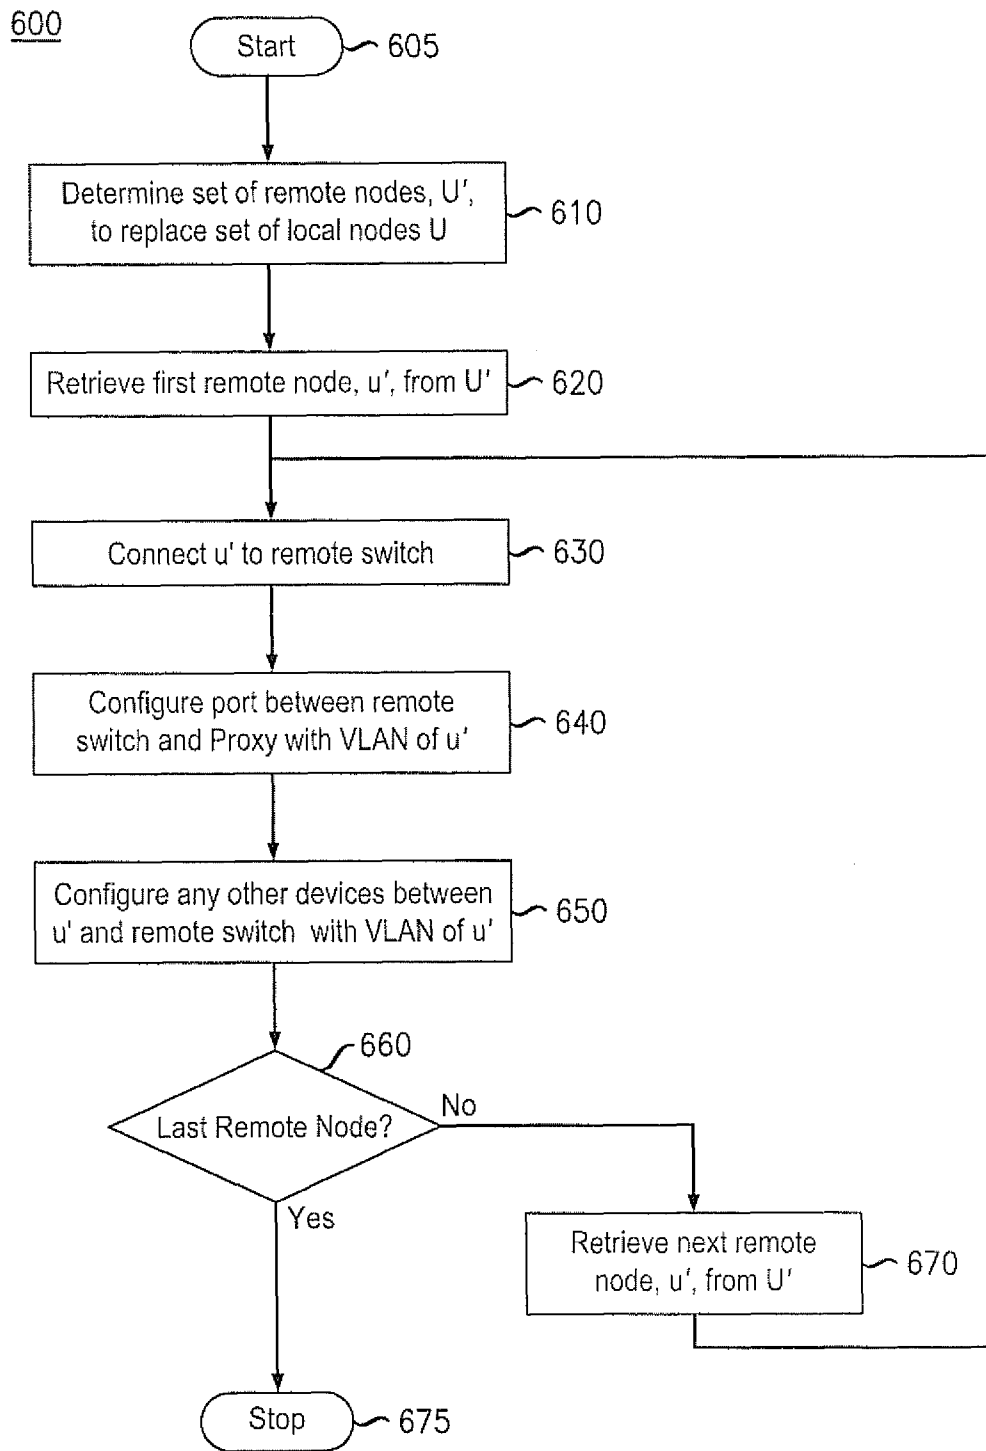 600
Start
605
Determine set of remote nodes, U′,
to replace set of local nodes U
610
Retrieve first remote node, u′, from U′
620
Connect u′ to remote switch
630
Configure port between remote
switch and Proxy with VLAN of u′
640
Configure any other devices between
u′ and remote switch with VLAN of u′
650
660
Last Remote Node?
No
Yes
Retrieve next remote
node, u′, from U′
670
Stop
675